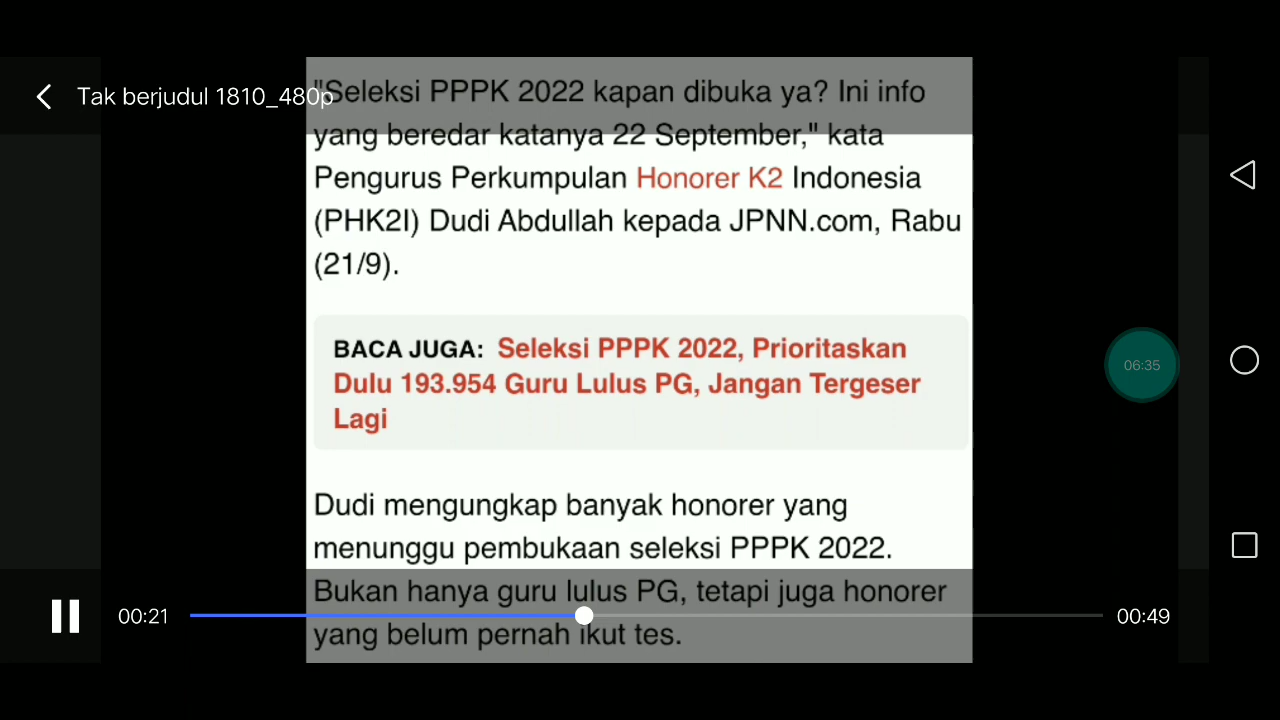 Tak berjudul 1810_480p
"Seleksi PPPK 2022 kapan dibuka ya? Ini info
yang beredar katanya 22 September," kata
Pengurus Perkumpulan Honorer K2 Indonesia
(PHK2I) Dudi Abdullah kepada JPNN.com, Rabu
(21/9).
BACA JUGA: Seleksi PPPK 2022, Prioritaskan
Dulu 193.954 Guru Lulus PG, Jangan Tergeser
Lagi
06:35
Dudi mengungkap banyak honorer yang
menunggu pembukaan seleksi PPPK 2022.
Bukan hanya guru lulus PG, tetapi juga honorer
yang belum pernah ikut tes.
00:21
00:49